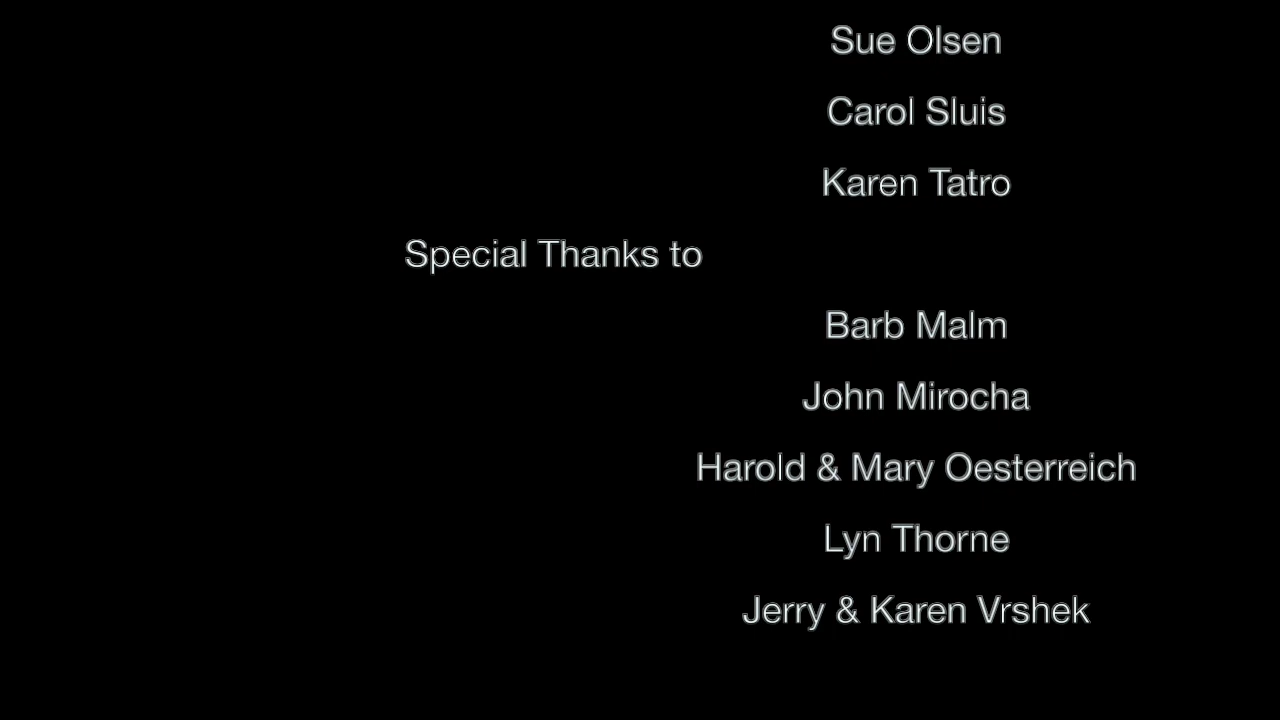 Sue Olsen
Carol Sluis
Karen Tatro
Special Thanks to
Barb Malm
John Mirocha
Harold & Mary Oesterreich
Lyn Thorne
Jerry & Karen Vrshek